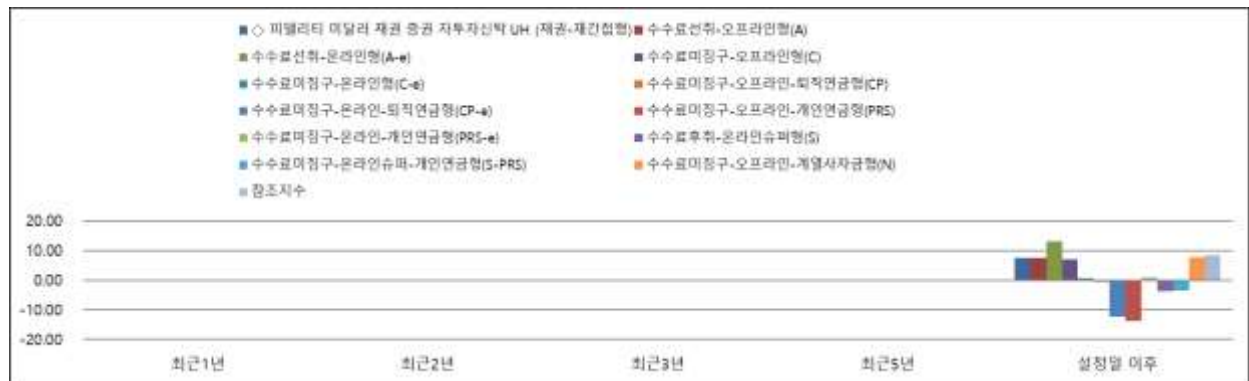 ◇ 피델리티 미달러 채권 증권 자투자신탁 UH (채권-재간접형) 수수료선취-오프라인형(A)
수수료선취-온라인형(A-e) 수수료미징구-오프라인형(C)
수수료미징구-온라인형(C-e) 수수료미징구-오프라인-퇴직연금형(CP)
수수료미징구-온라인-퇴직연금형(CP-e) 수수료미징구-오프라인-개인연금형(PRS)
수수료미징구-온라인-개인연금형(PRS-e) 수수료후취-온라인슈퍼형(S)
수수료미징구-온라인슈퍼-개인연금형(S-PRS) 수수료미징구-오프라인-계열사자금형(N)
참조지수
20.00
10.00
0.00
-10.00
-20.00
최근1년 최근2년 최근3년 최근5년 설정일 이후